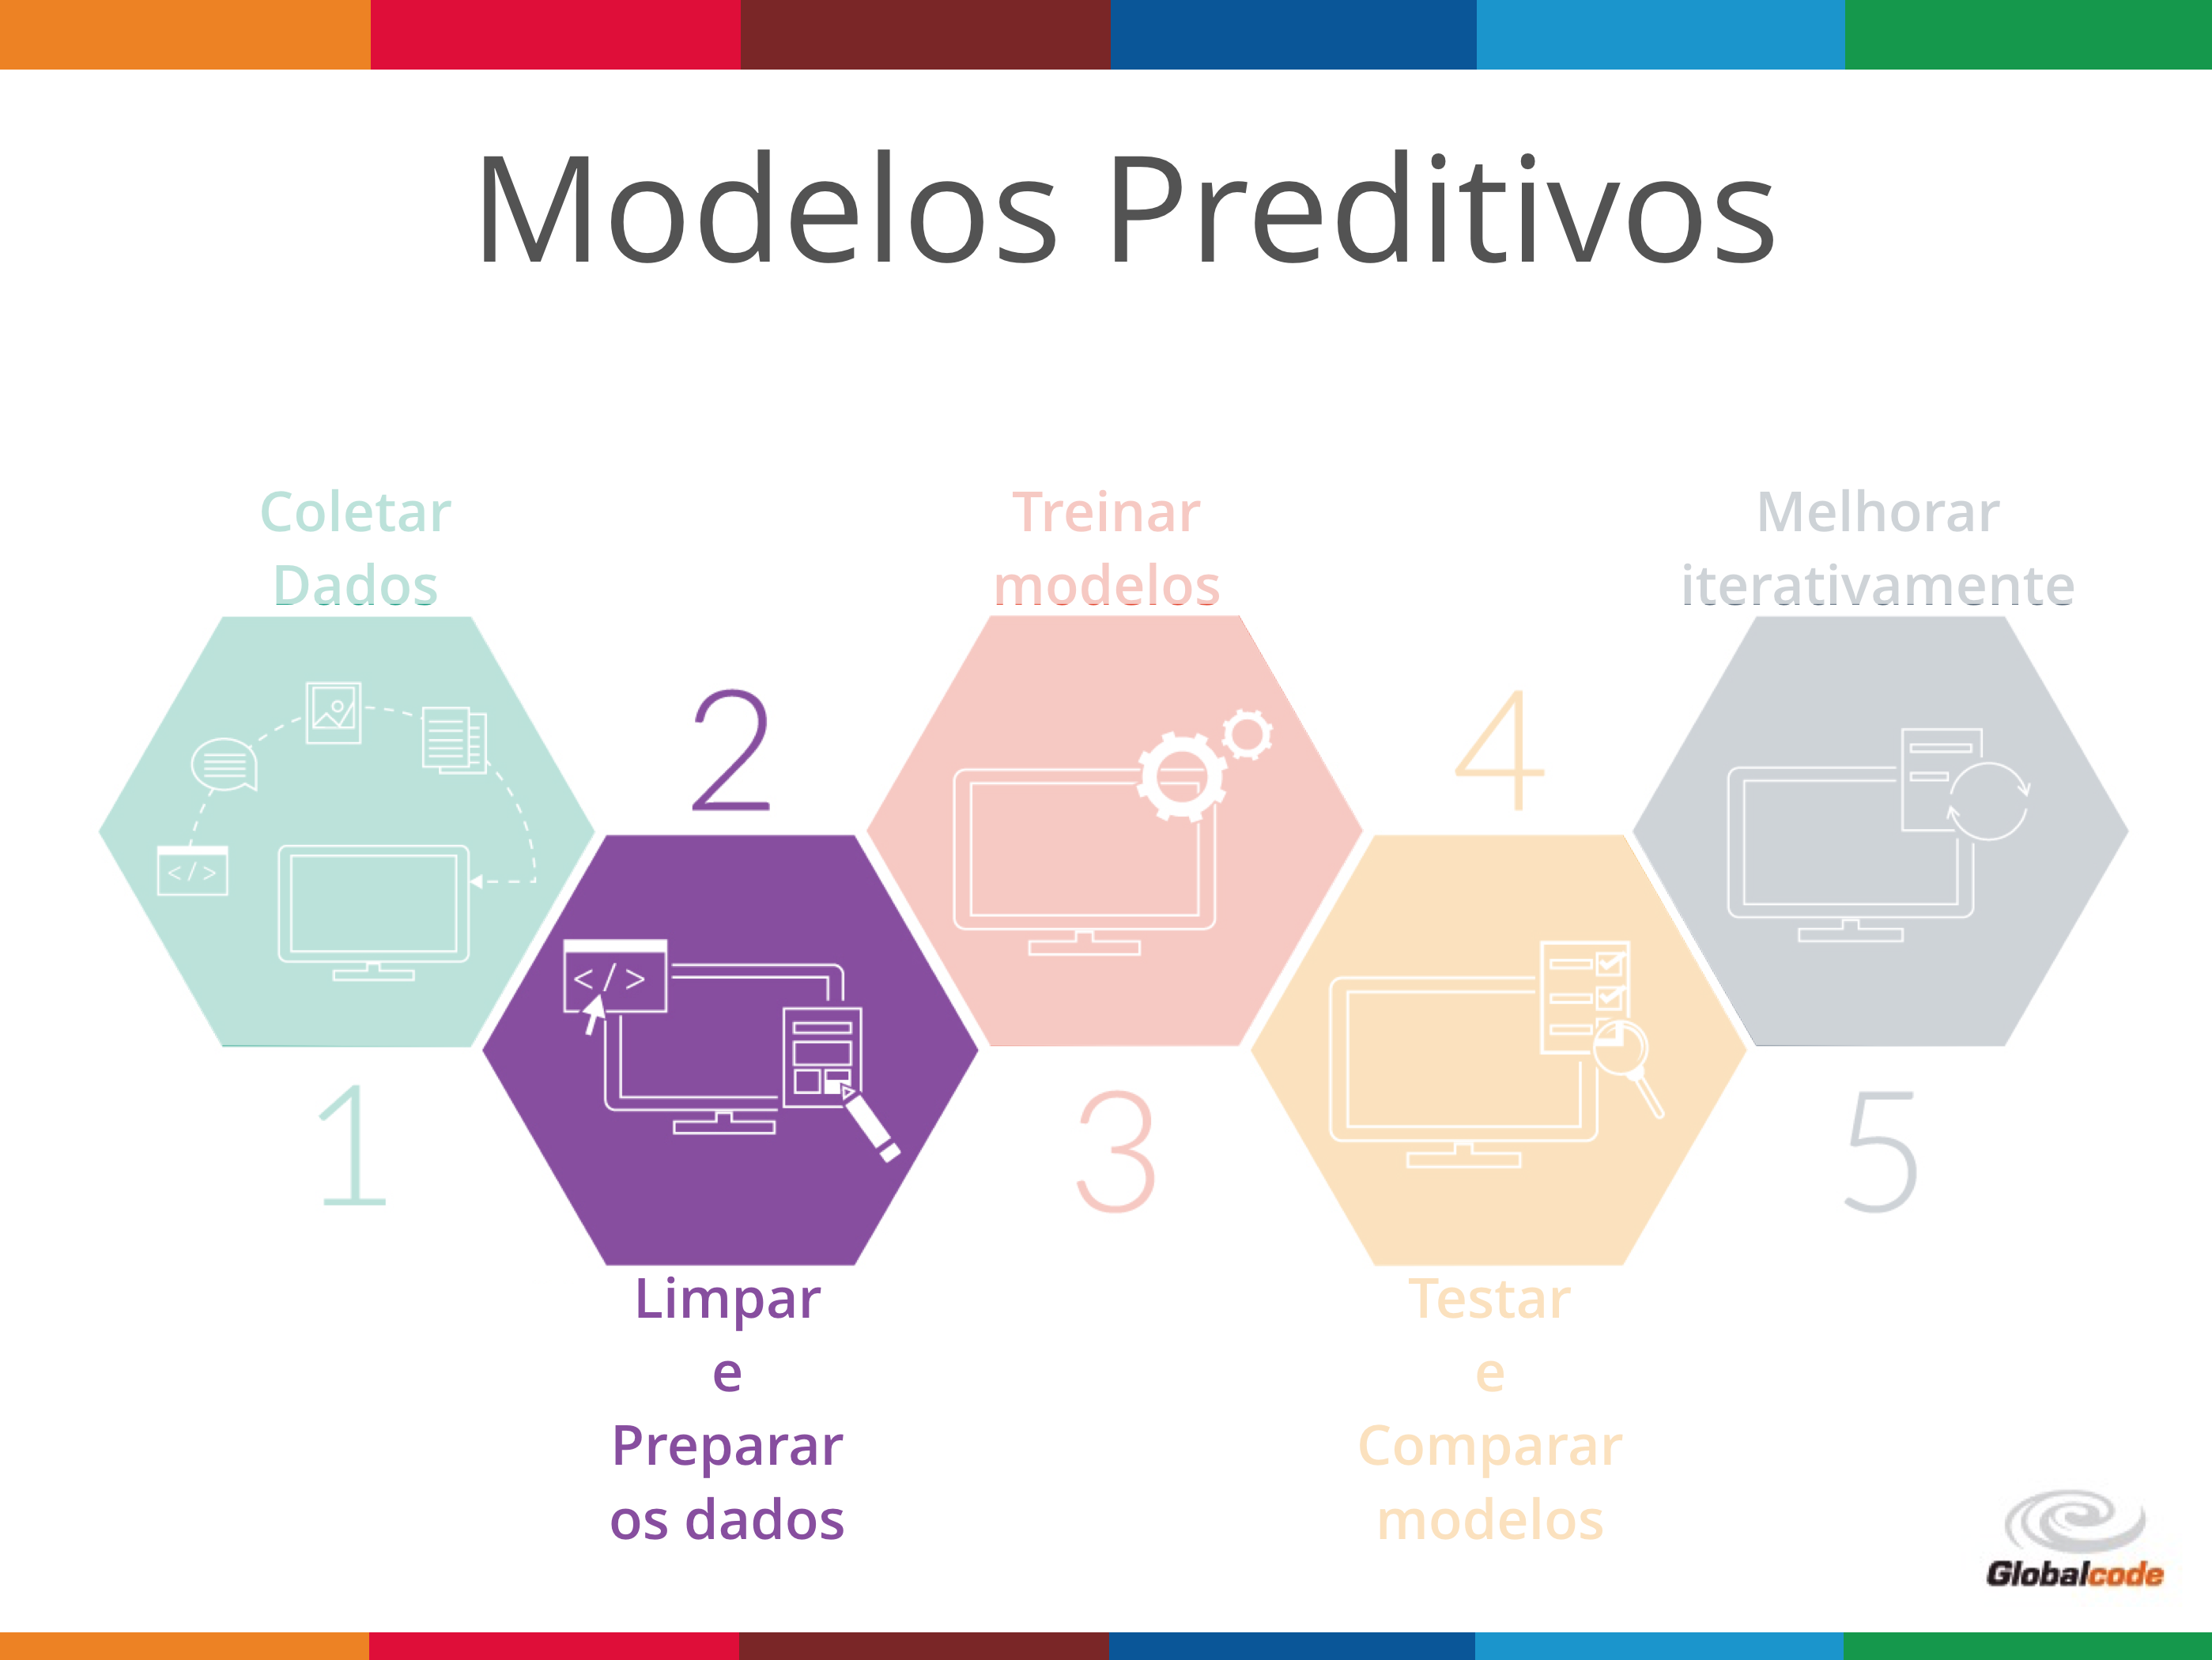 Modelos Preditivos
Coletar
Dados
1
2
Limpar
e
Preparar
os dados
Treinar
modelos
3
4
Testar
e
Comparar
modelos
Melhorar
iterativamente
5
</>
</>
Globalcode